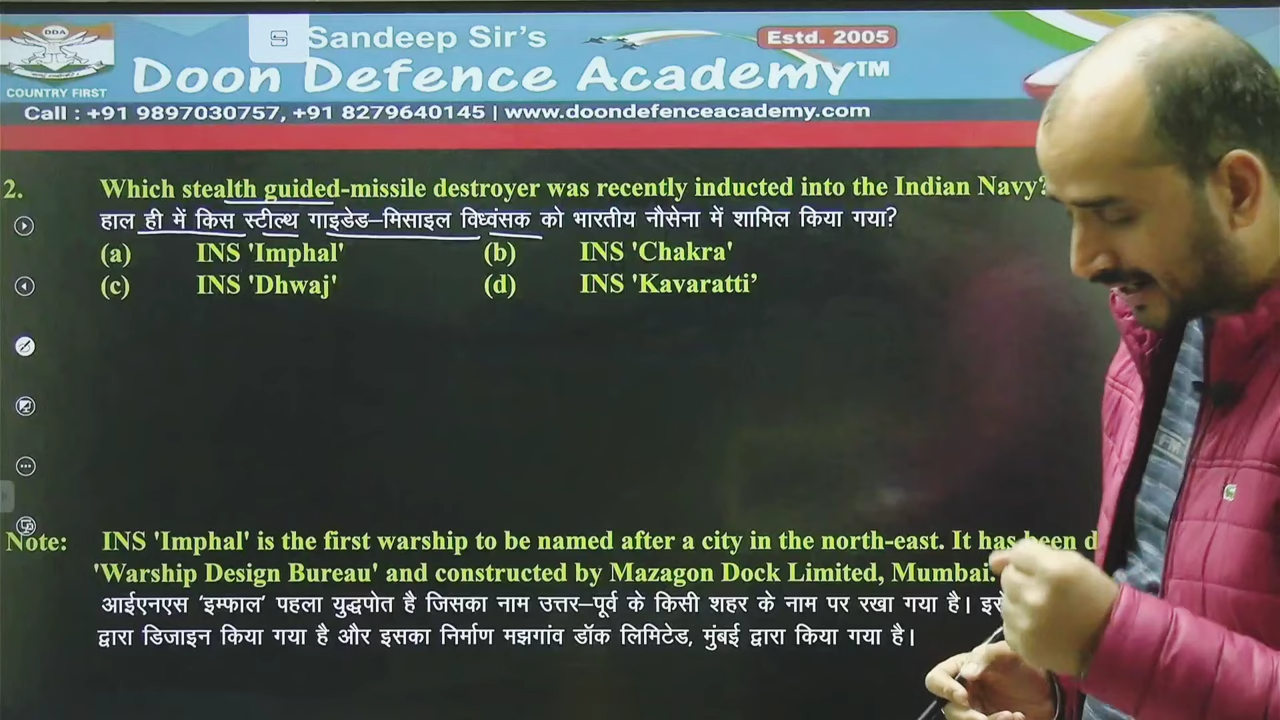 DDA
COUNTRY FIRST
Sandeep Sir's
Estd. 2005
Doon Defence Academy™
Call : +91 9897030757, +91 8279640145 | www.doondefenceacademy.com
2. Which stealth guided-missile destroyer was recently inducted into the Indian Navy?
हाल ही में किस स्टील्थ गाइडेड–मिसाइल विध्वंसक को भारतीय नौसेना में शामिल किया गया?
(a) INS 'Imphal' (b) INS 'Chakra'
(c) INS 'Dhwaj' (d) INS 'Kavaratti’
Note: INS 'Imphal' is the first warship to be named after a city in the north-east. It has been d
'Warship Design Bureau' and constructed by Mazagon Dock Limited, Mumbai.
आईएनएस ‘इम्फाल’ पहला युद्धपोत है जिसका नाम उत्तर–पूर्व के किसी शहर के नाम पर रखा गया है।
द्वारा डिजाइन किया गया है और इसका निर्माण मझगांव डॉक लिमिटेड, मुंबई द्वारा किया गया है।